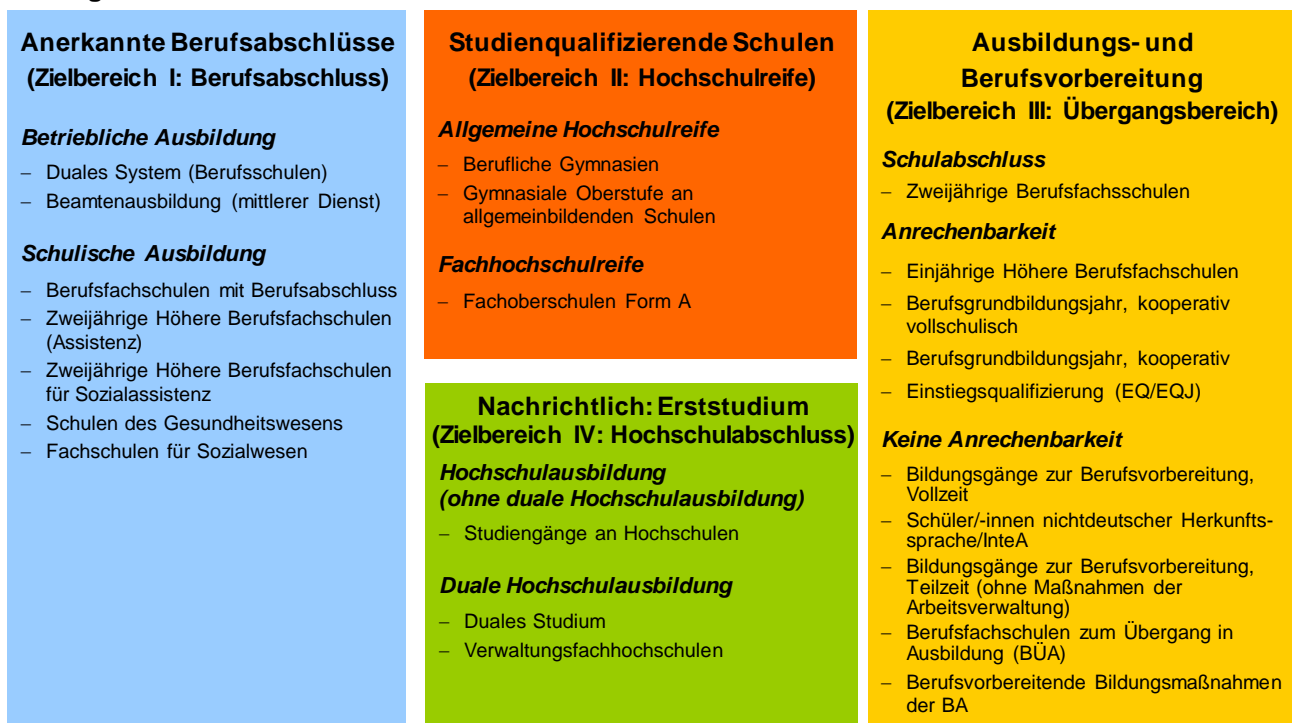 Anerkannte Berufsabschlüsse
(Zielbereich I: Berufsabschluss)
Betriebliche Ausbildung
– Duales System (Berufsschulen)
– Beamtenausbildung (mittlerer Dienst)
Schulische Ausbildung
– Berufsfachschulen mit Berufsabschluss
– Zweijährige Höhere Berufsfachschulen
(Assistenz)
– Zweijährige Höhere Berufsfachschulen
für Sozialassistenz
– Schulen des Gesundheitswesens
– Fachschulen für Sozialwesen
Studienqualifizierende Schulen
(Zielbereich II: Hochschulreife)
Allgemeine Hochschulreife
– Berufliche Gymnasien
– Gymnasiale Oberstufe an
allgemeinbildenden Schulen
Fachhochschulreife
– Fachoberschulen Form A
Nachrichtlich: Erststudium
(Zielbereich IV: Hochschulabschluss)
Hochschulausbildung
(ohne duale Hochschulausbildung)
– Studiengänge an Hochschulen
Duale Hochschulausbildung
– Duales Studium
– Verwaltungsfachhochschulen
Ausbildungs- und
Berufsvorbereitung
(Zielbereich III: Übergangsbereich)
Schulabschluss
– Zweijährige Berufsfachsschulen
Anrechenbarkeit
– Einjährige Höhere Berufsfachschulen
– Berufsgrundbildungsjahr, kooperativ
vollschulisch
– Berufsgrundbildungsjahr, kooperativ
– Einstiegsqualifizierung (EQ/EQJ)
Keine Anrechenbarkeit
– Bildungsgänge zur Berufsvorbereitung,
Vollzeit
– Schüler/-innen nichtdeutscher Herkunfts-
sprache/InteA
– Bildungsgänge zur Berufsvorbereitung,
Teilzeit (ohne Maßnahmen der
Arbeitsverwaltung)
– Berufsfachschulen zum Übergang in
Ausbildung (BÜA)
– Berufsvorbereitende Bildungsmaßnahmen
der BA